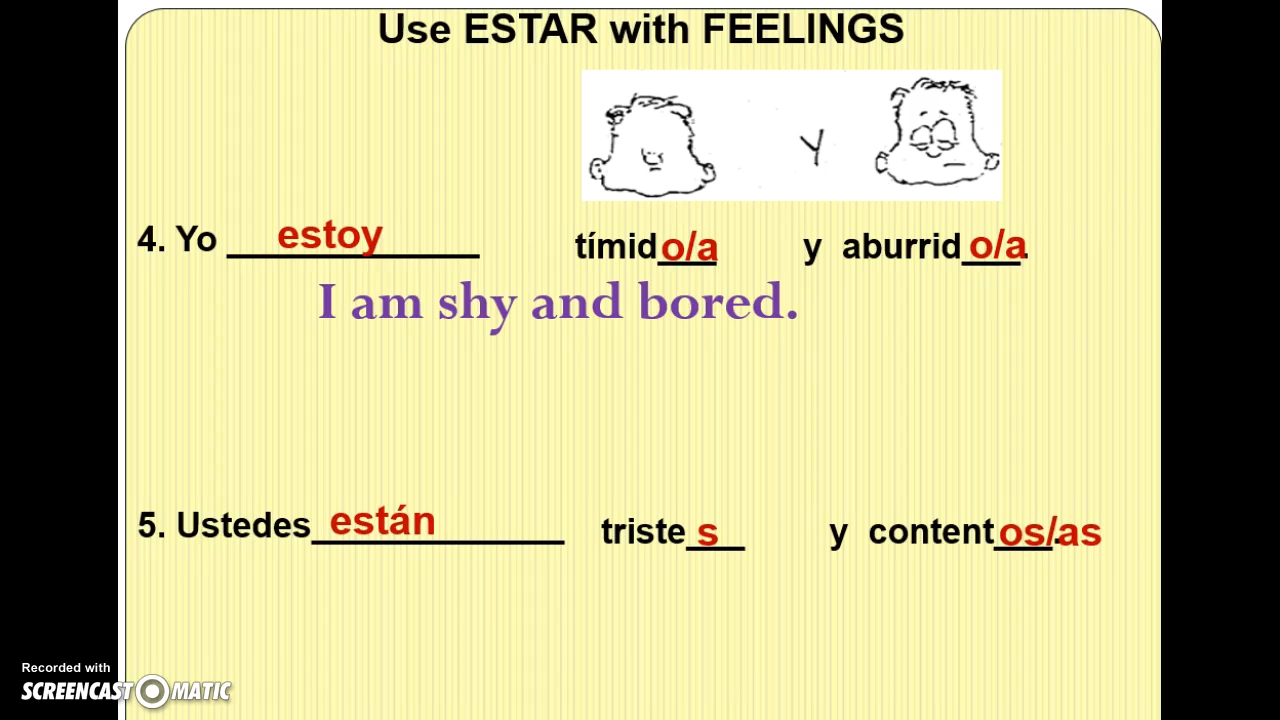 Use ESTAR with FEELINGS
y
4. Yo estoy tímido/a y aburrido/a.
I am shy and bored.
5. Ustedes están tristes y contentos/as.
Recorded with
SCREENCAST-O-MATIC